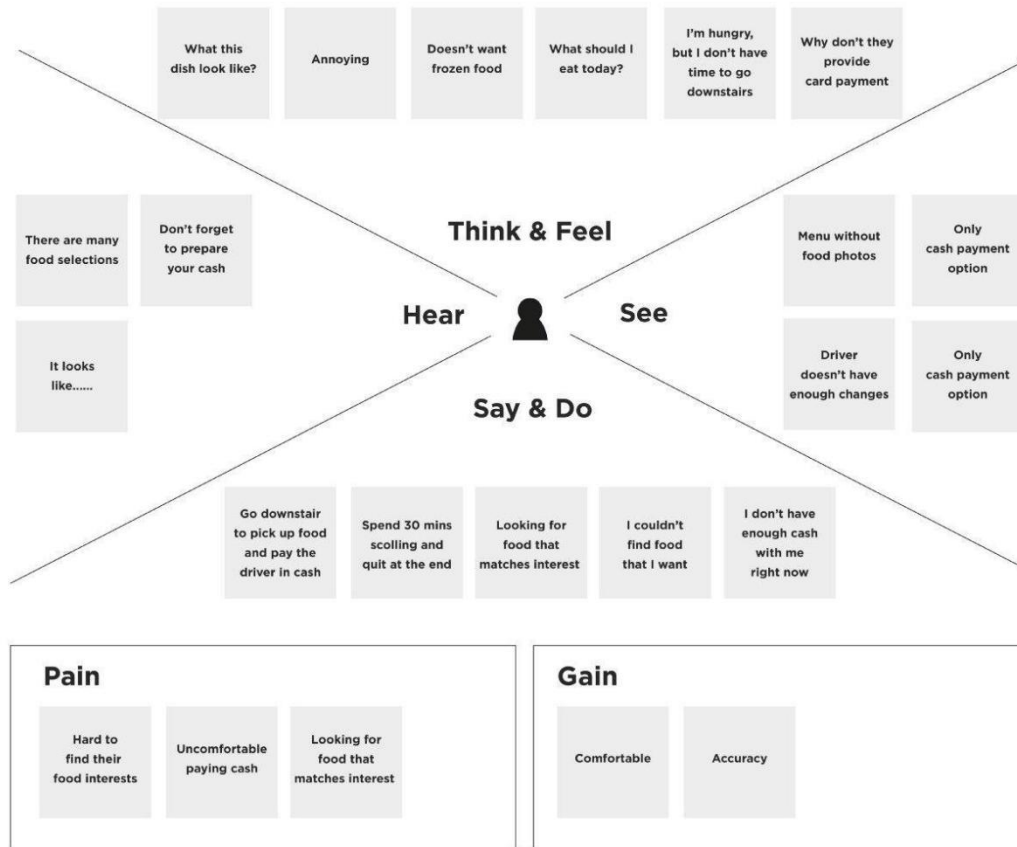 What this
dish look like?
Annoying
Doesn't want
frozen food
What should I
eat today?
I'm hungry,
but I don't have
time to go
downstairs
Why don't they
provide
card payment
Think & Feel
There are many
food selections
Don't forget
to prepare
your cash
It looks
like......
Hear
See
Menu without
food photos
Only
cash payment
option
Driver
doesn't have
enough changes
Only
cash payment
option
Say & Do
Go downstair
to pick up food
and pay the
driver in cash
Spend 30 mins
scolling and
quit at the end
Looking for
food that
matches interest
I couldn't
find food
that I want
I don't have
enough cash
with me
right now
Pain
Hard to
find their
food interests
Uncomfortable
paying cash
Looking for
food that
matches interest
Gain
Comfortable
Accuracy